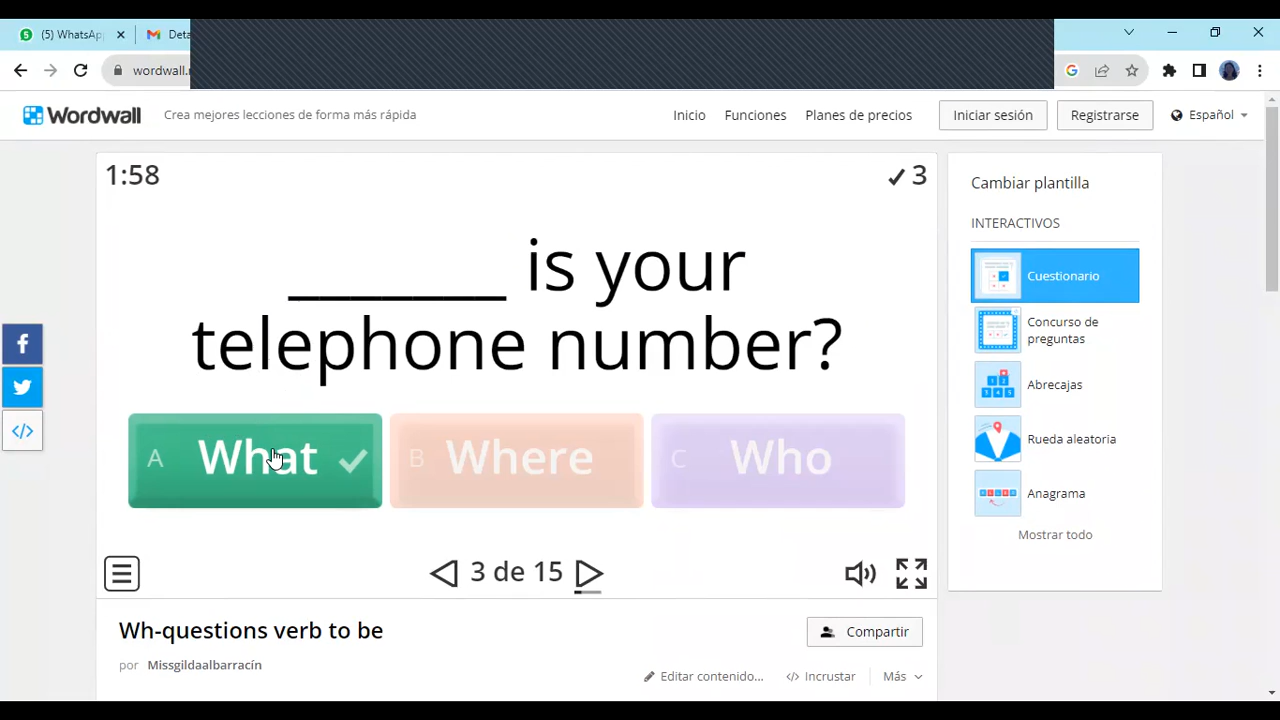 (5) WhatsAp
Deta
wordwall.
Wordwall
Crea mejores lecciones de forma más rápida
Inicio
Funciones
Planes de precios
Iniciar sesión
Registrarse
Español
1:58
3
________ is your
telephone number?
A What
B Where
C Who
3 de 15
Wh-questions verb to be
por Missgildaalbarracín
Compartir
Editar contenido...
Incrustar
Más
Cambiar plantilla
INTERACTIVOS
Cuestionario
Concurso de
preguntas
Abrecajas
Rueda aleatoria
Anagrama
Mostrar todo